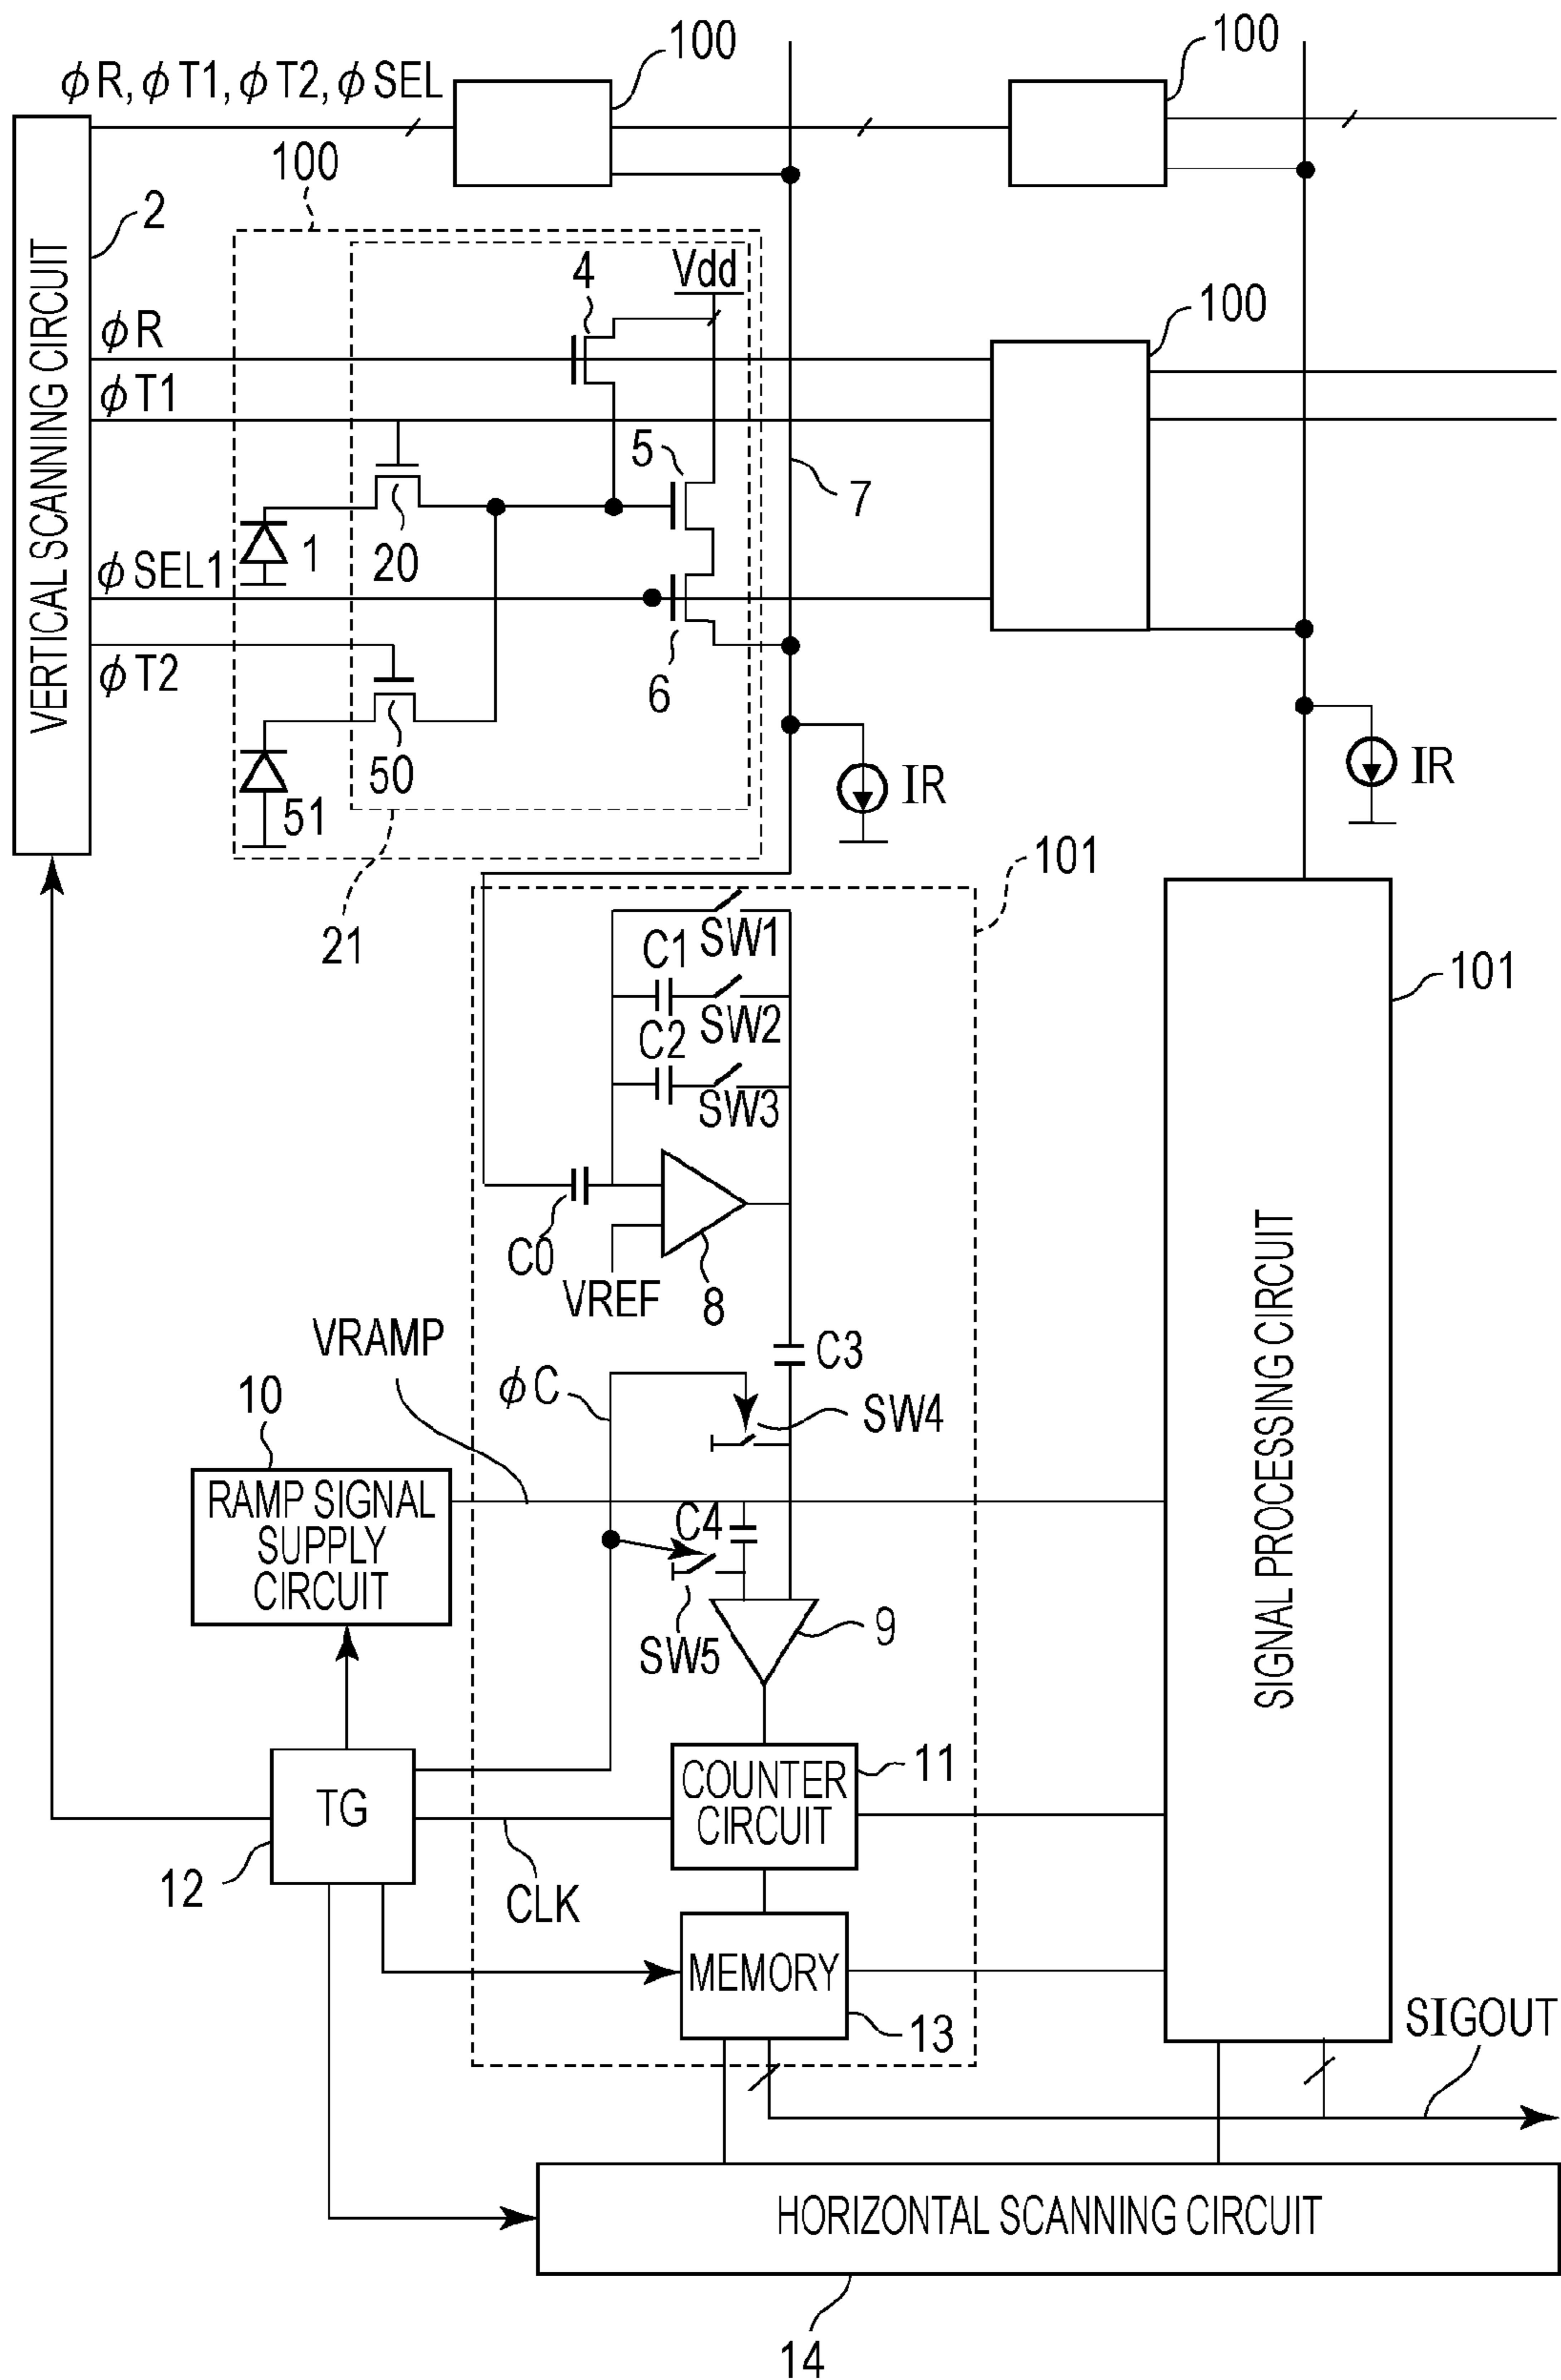 100
100
ϕR, ϕT1, ϕT2, ϕSEL
100
2
VERTICAL SCANNING CIRCUIT
4
Vdd
100
ϕR
ϕT1
5
7
1
20
ϕSEL1
ϕT2
6
50
51
IR
IR
21
101
SW1
C1
SW2
C2
SW3
101
C0
VREF
8
SIGNAL PROCESSING CIRCUIT
VRAMP
C3
ϕC
SW4
10
RAMP SIGNAL
SUPPLY
CIRCUIT
C4
SW5
9
TG
12
CLK
COUNTER
CIRCUIT
11
MEMORY
13
SIGOUT
HORIZONTAL SCANNING CIRCUIT
14